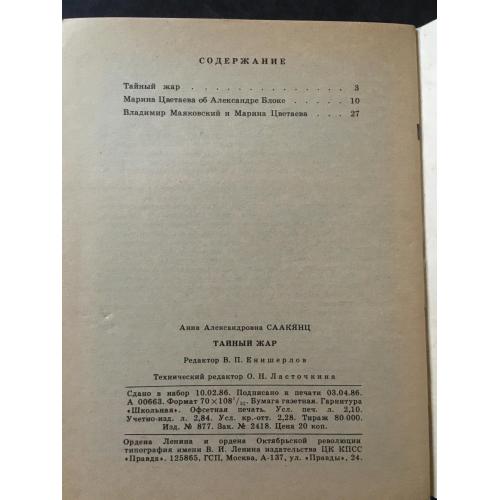 СОДЕРЖАНИЕ
Тайный жар . . . . . . . . . . . . . 3
Марина Цветаева об Александре Блоке . . . . . 10
Владимир Маяковский и Марина Цветаева . . . 27
Анна Александровна СААКЯНЦ
ТАЙНЫЙ ЖАР
Редактор В. П. Енишерлов
Технический редактор О. Н. Ласточкина
Сдано в набор 10.02.86. Подписано к печати 03.04.86.
А 00663. Формат 70×108¹/₃₂. Бумага газетная. Гарнитура
«Школьная». Офсетная печать. Усл. печ. л. 2,10.
Учетно-изд. л. 2,84. Усл. кр.-отт. 2,28. Тираж 80.000.
Изд. № 877. Зак. № 2418. Цена 20 коп.
Ордена Ленина и ордена Октябрьской революции
типография имени В. И. Ленина издательства ЦК КПСС
«Правда». 125865, ГСП, Москва, А-137, ул. «Правды», 24.